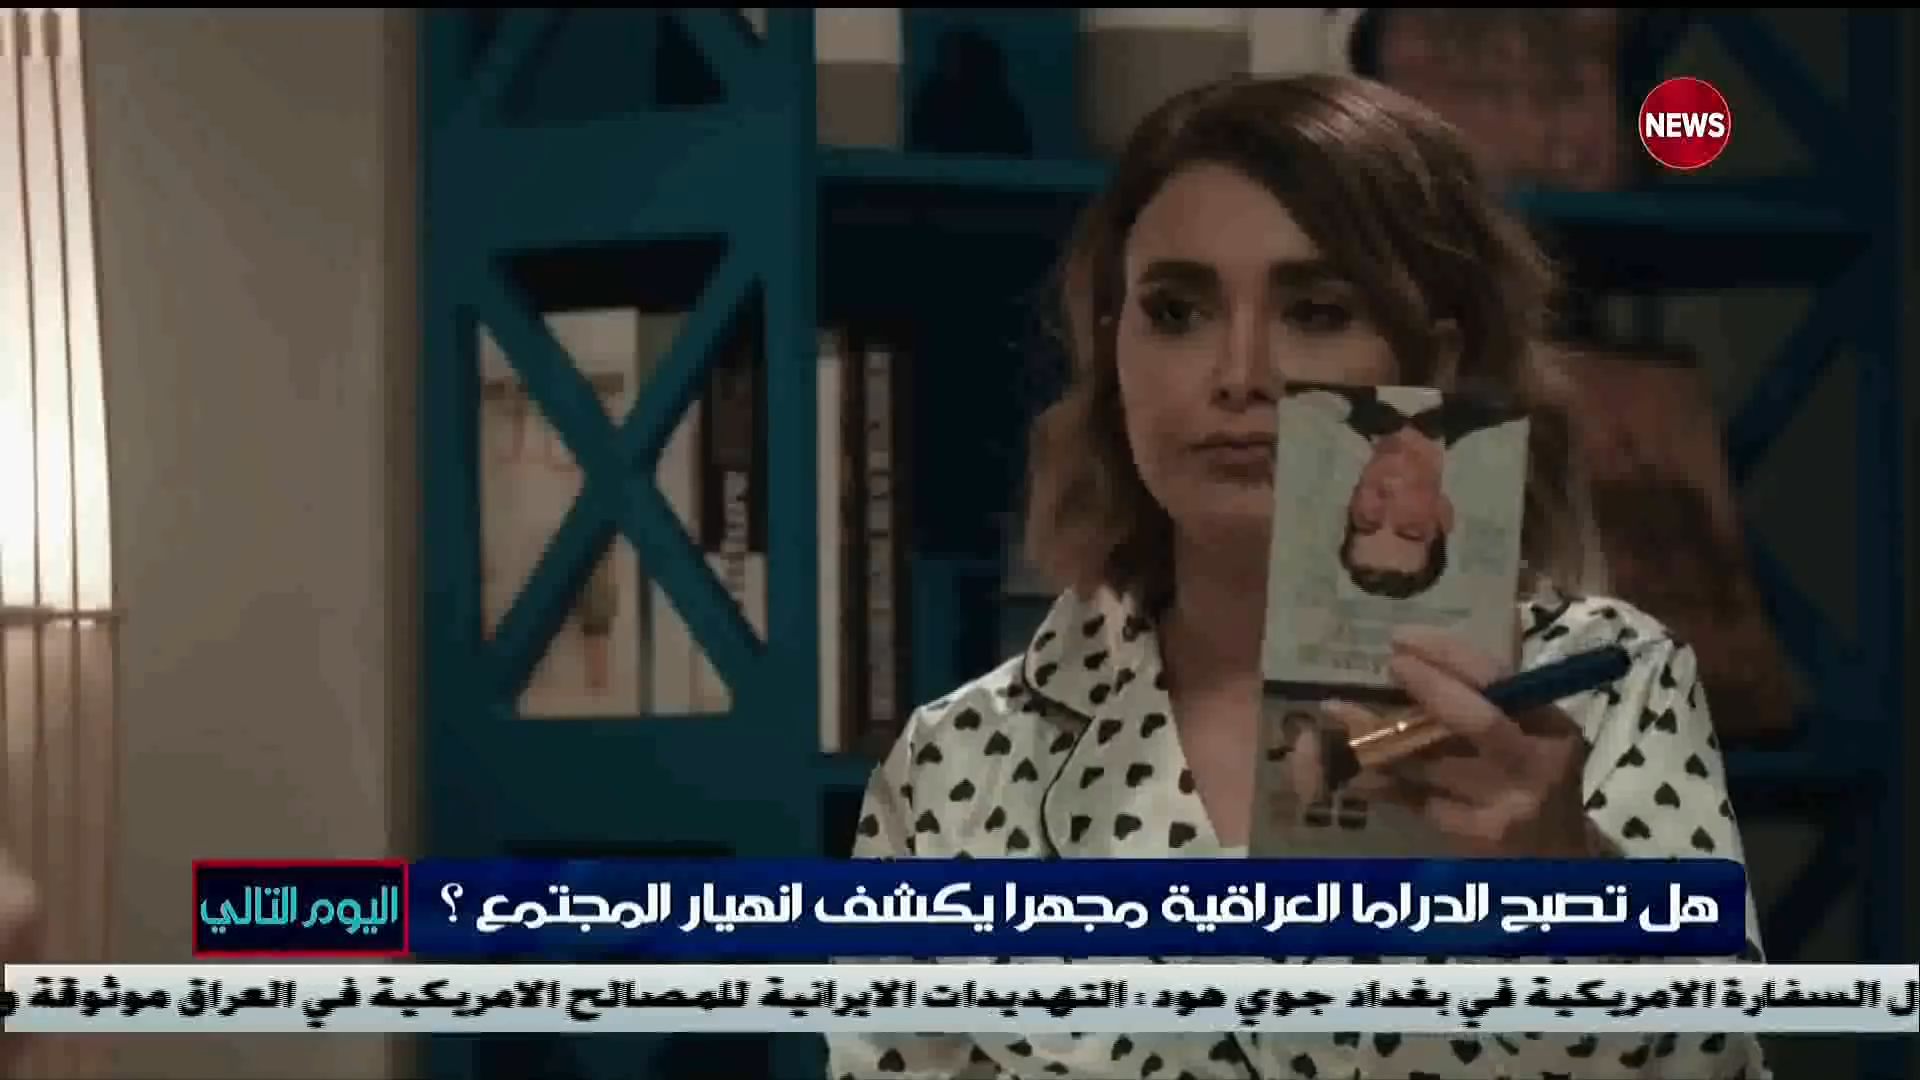 NEWS
هل تصبح الدراما العراقية مجهرا يكشف انهيار المجتمع ؟
اليوم التالي
ل السفارة الامريكية في بغداد جوي هود : التهديدات الايرانية للمصالح الامريكية في العراق موثوقة و